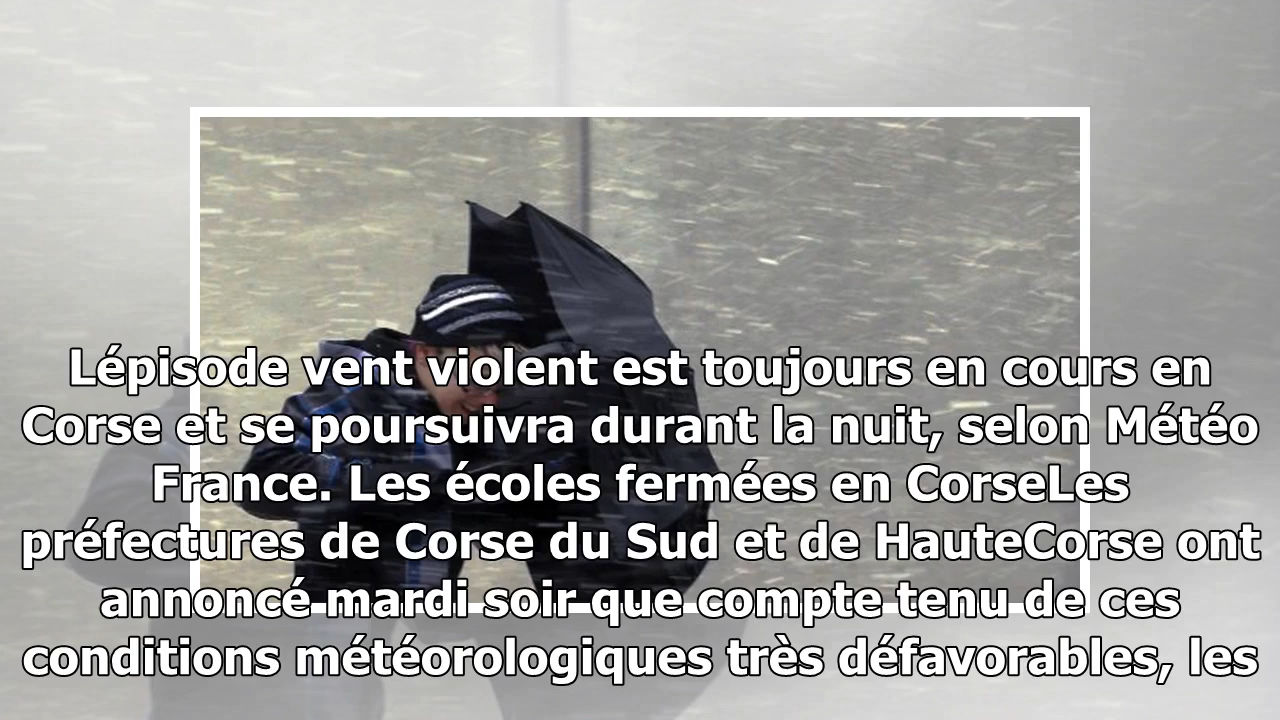 Lépisode vent violent est toujours en cours en
Corse et se poursuivra durant la nuit, selon Météo
France. Les écoles fermées en CorseLes
préfectures de Corse du Sud et de HauteCorse ont
annoncé mardi soir que compte tenu de ces
conditions météorologiques très défavorables, les